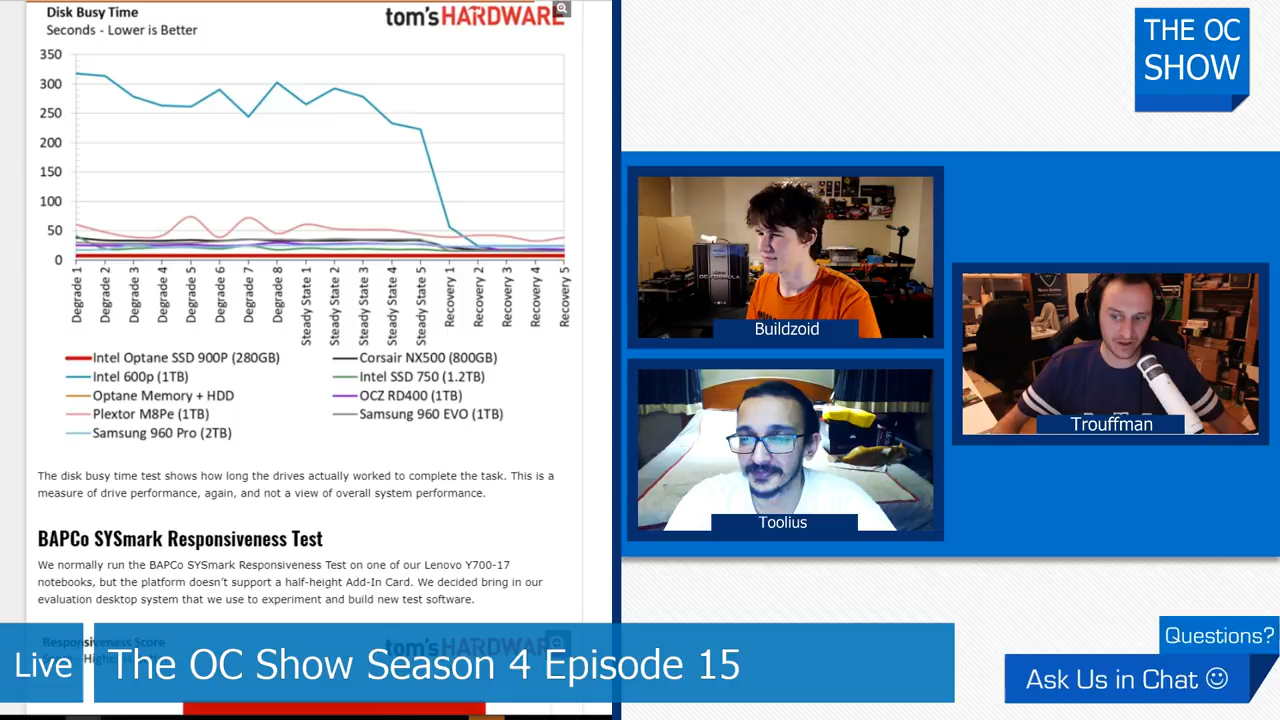 Disk Busy Time
Seconds - Lower is Better
tom's HARDWARE
350
300
250
200
150
100
50
0
Degrade 1
Degrade 2
Degrade 3
Degrade 4
Degrade 5
Degrade 6
Degrade 7
Degrade 8
Steady State 1
Steady State 2
Steady State 3
Steady State 4
Steady State 5
Recovery 1
Recovery 2
Recovery 3
Recovery 4
Recovery 5
Intel Optane SSD 900P (280GB)
Corsair NX500 (800GB)
Intel 600p (1TB)
Intel SSD 750 (1.2TB)
Optane Memory + HDD
OCZ RD400 (1TB)
Plextor M8Pe (1TB)
Samsung 960 EVO (1TB)
Samsung 960 Pro (2TB)
The disk busy time test shows how long the drives actually worked to complete the task. This is a
measure of drive performance, again, and not a view of overall system performance.
BAPCo SYSmark Responsiveness Test
We normally run the BAPCo SYSmark Responsiveness Test on one of our Lenovo Y700-17
notebooks, but the platform doesn't support a half-height Add-In Card. We decided bring in our
evaluation desktop system that we use to experiment and build new test software.
Responsiveness Score
tom's HARDWARE
THE OC
SHOW
OC FORMULA
Buildzoid
Toolius
Trouffman
Live
The OC Show Season 4 Episode 15
Questions?
Ask Us in Chat ☺